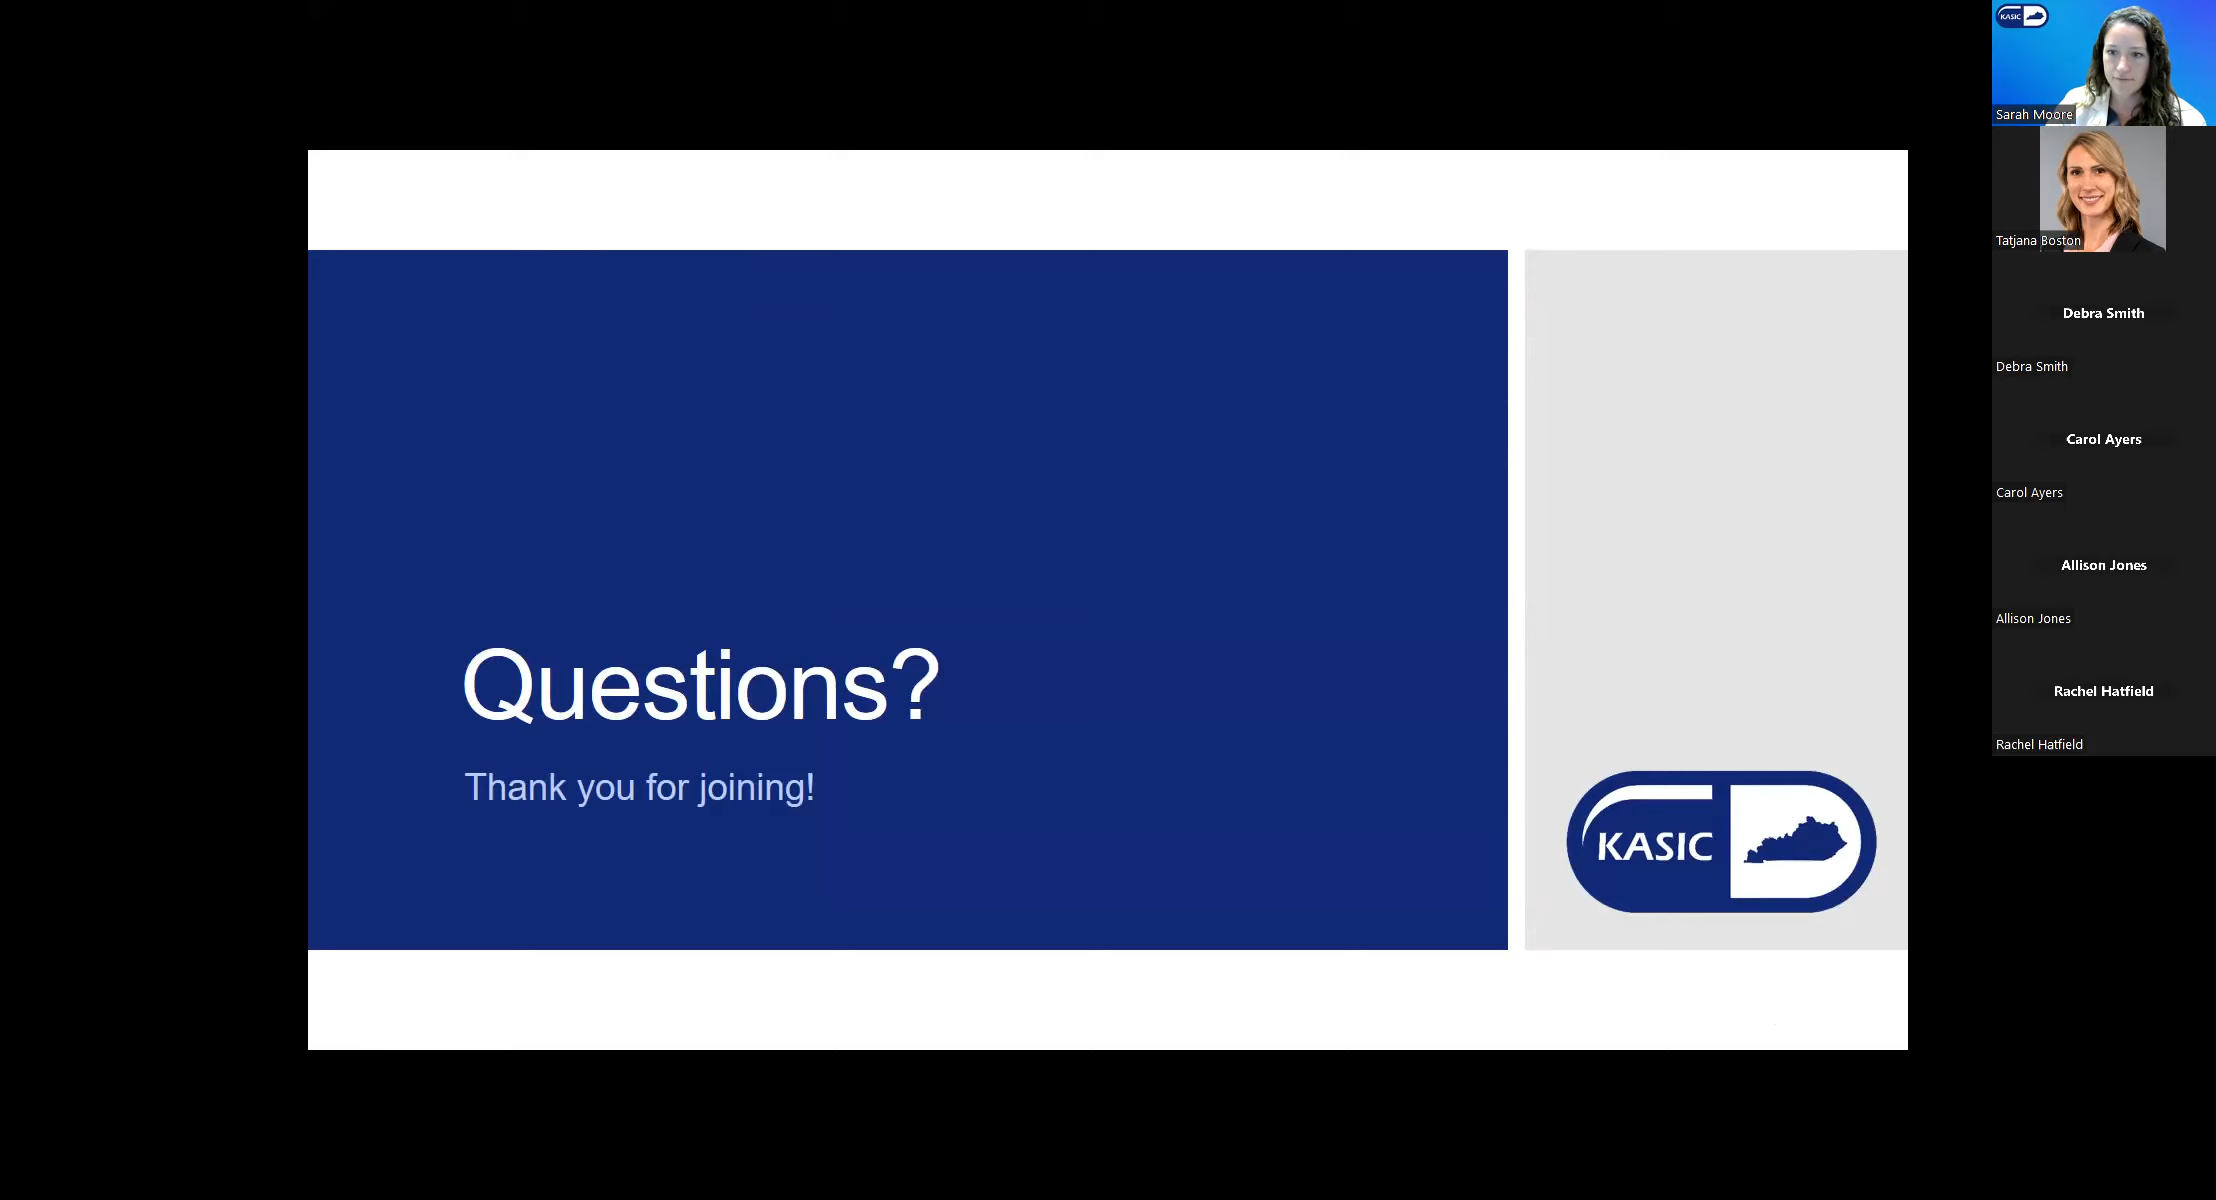 Questions?
Thank you for joining!
KASIC
KASIC
Sarah Moore
Tatjana Boston
Debra Smith
Debra Smith
Carol Ayers
Carol Ayers
Allison Jones
Allison Jones
Rachel Hatfield
Rachel Hatfield